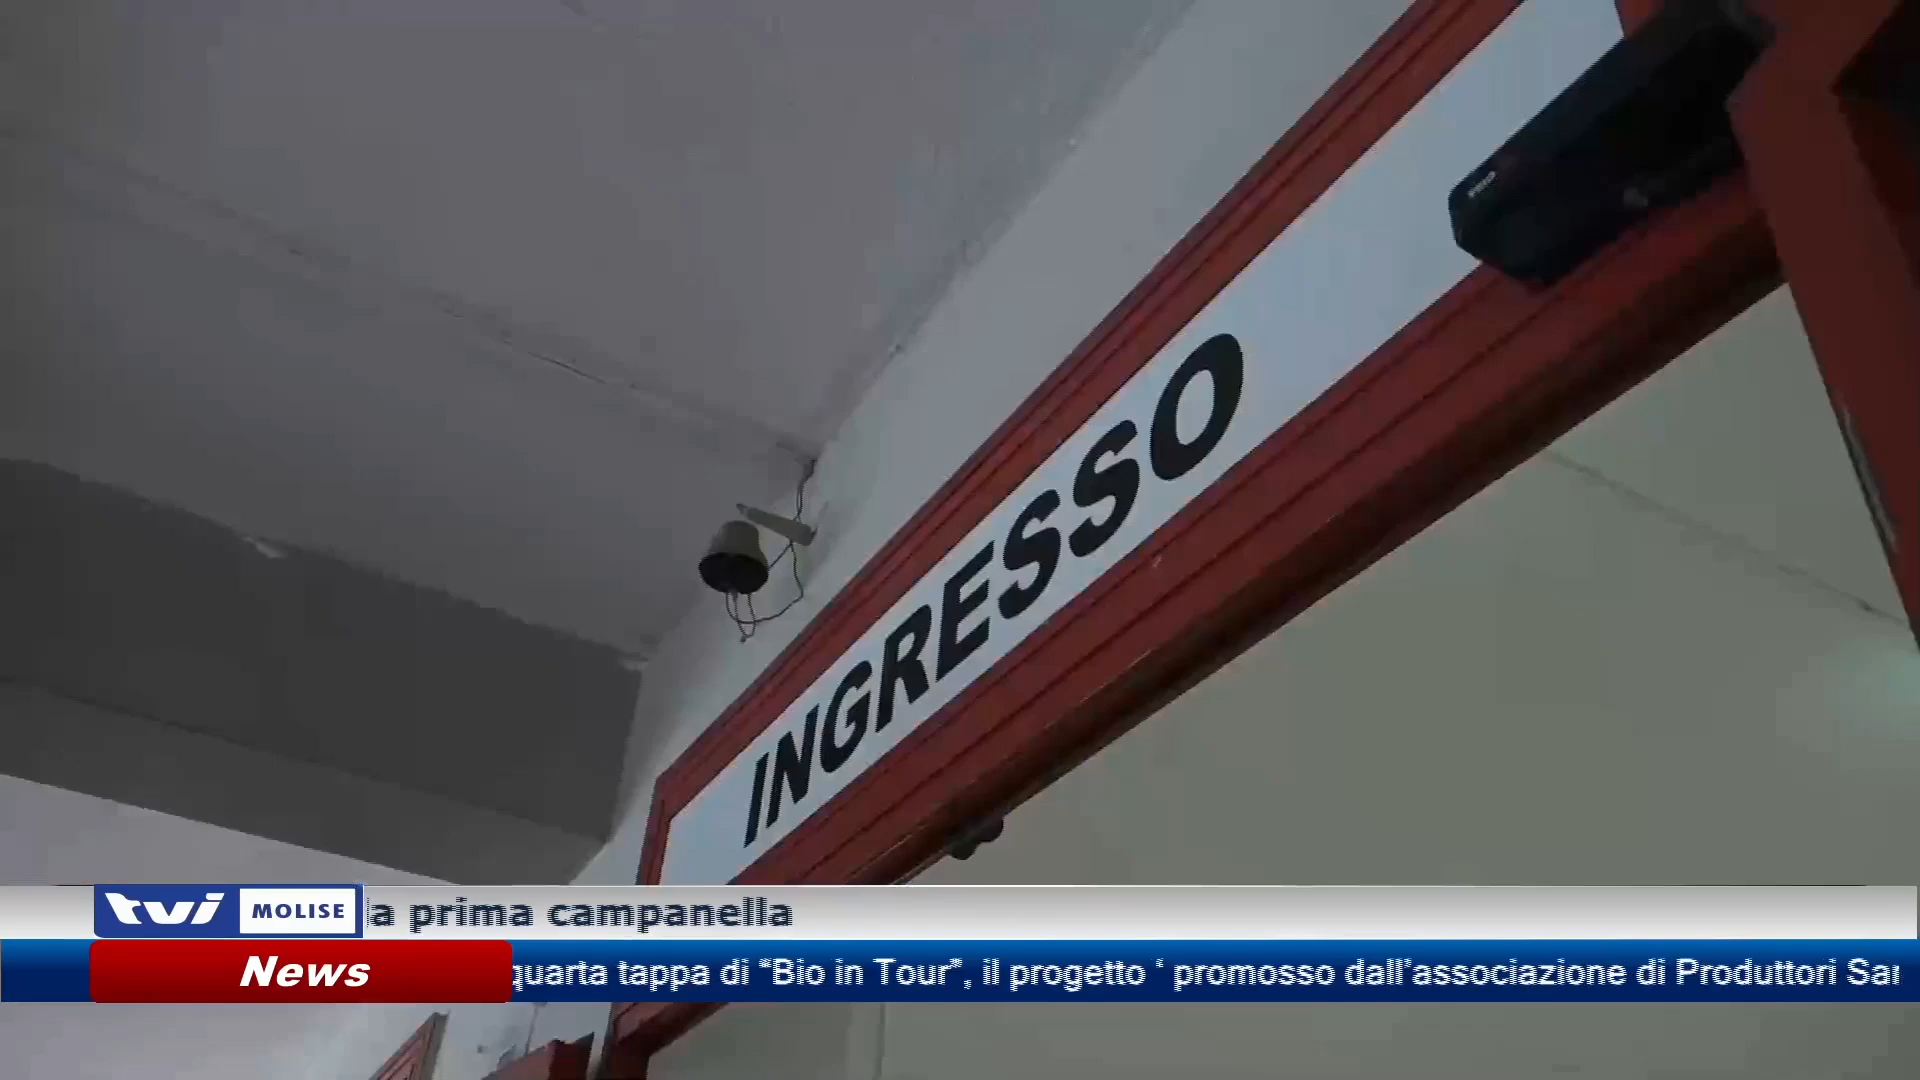 INGRESSO
tvi MOLISE
a prima campanella
News
quarta tappa di “Bio in Tour”, il progetto ‘ promosso dall’associazione di Produttori